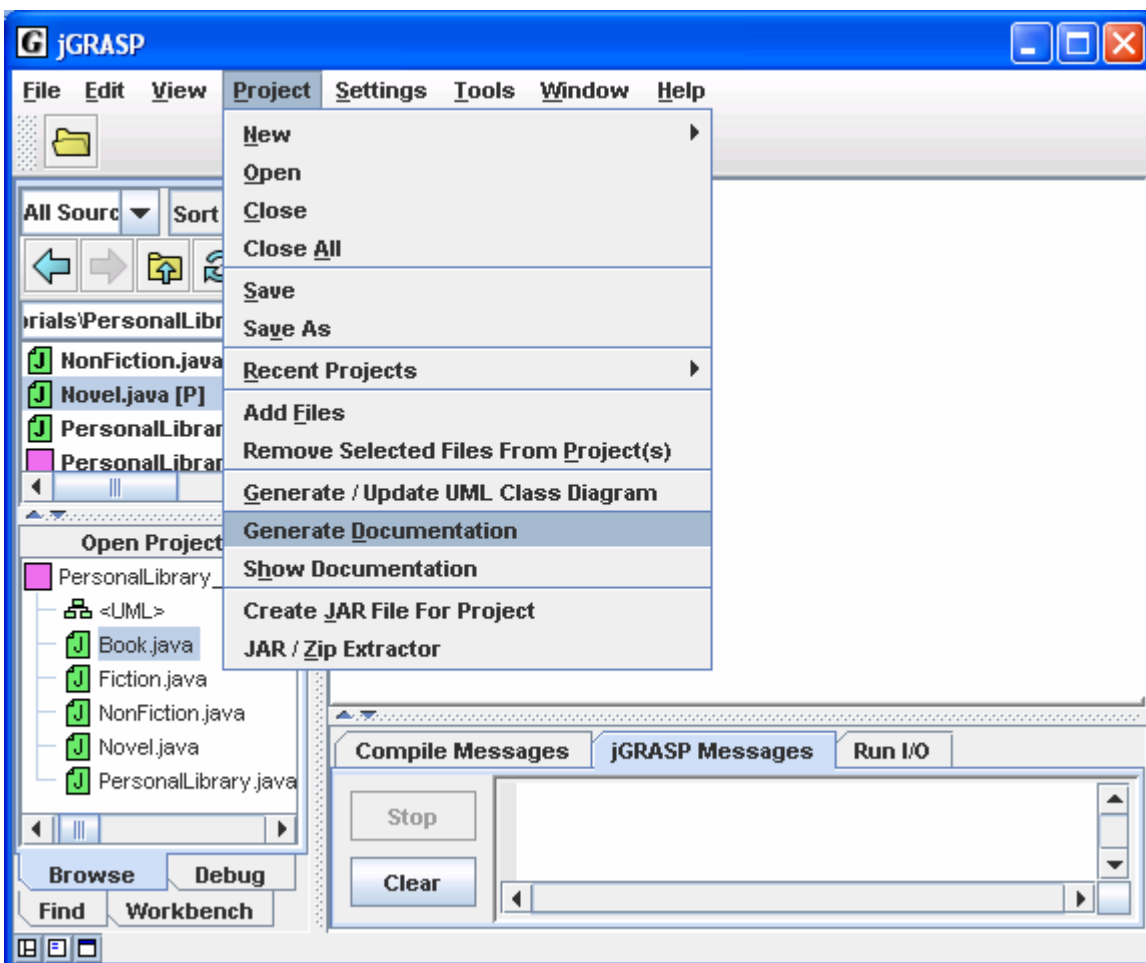 G jGRASP
File Edit View Project Settings Tools Window Help
New
Open
Close
Close All
Save
Save As
Recent Projects
Add Files
Remove Selected Files From Project(s)
Generate / Update UML Class Diagram
Generate Documentation
Show Documentation
Create JAR File For Project
JAR / Zip Extractor
All Sourc Sort
rials\PersonalLibr
J NonFiction.java
J Novel.java [P]
J PersonalLibrar
PersonalLibrar
Open Project
PersonalLibrary_
<UML>
J Book.java
J Fiction.java
J NonFiction.java
J Novel.java
J PersonalLibrary.java
Browse Debug
Find Workbench
Compile Messages jGRASP Messages Run I/O
Stop
Clear